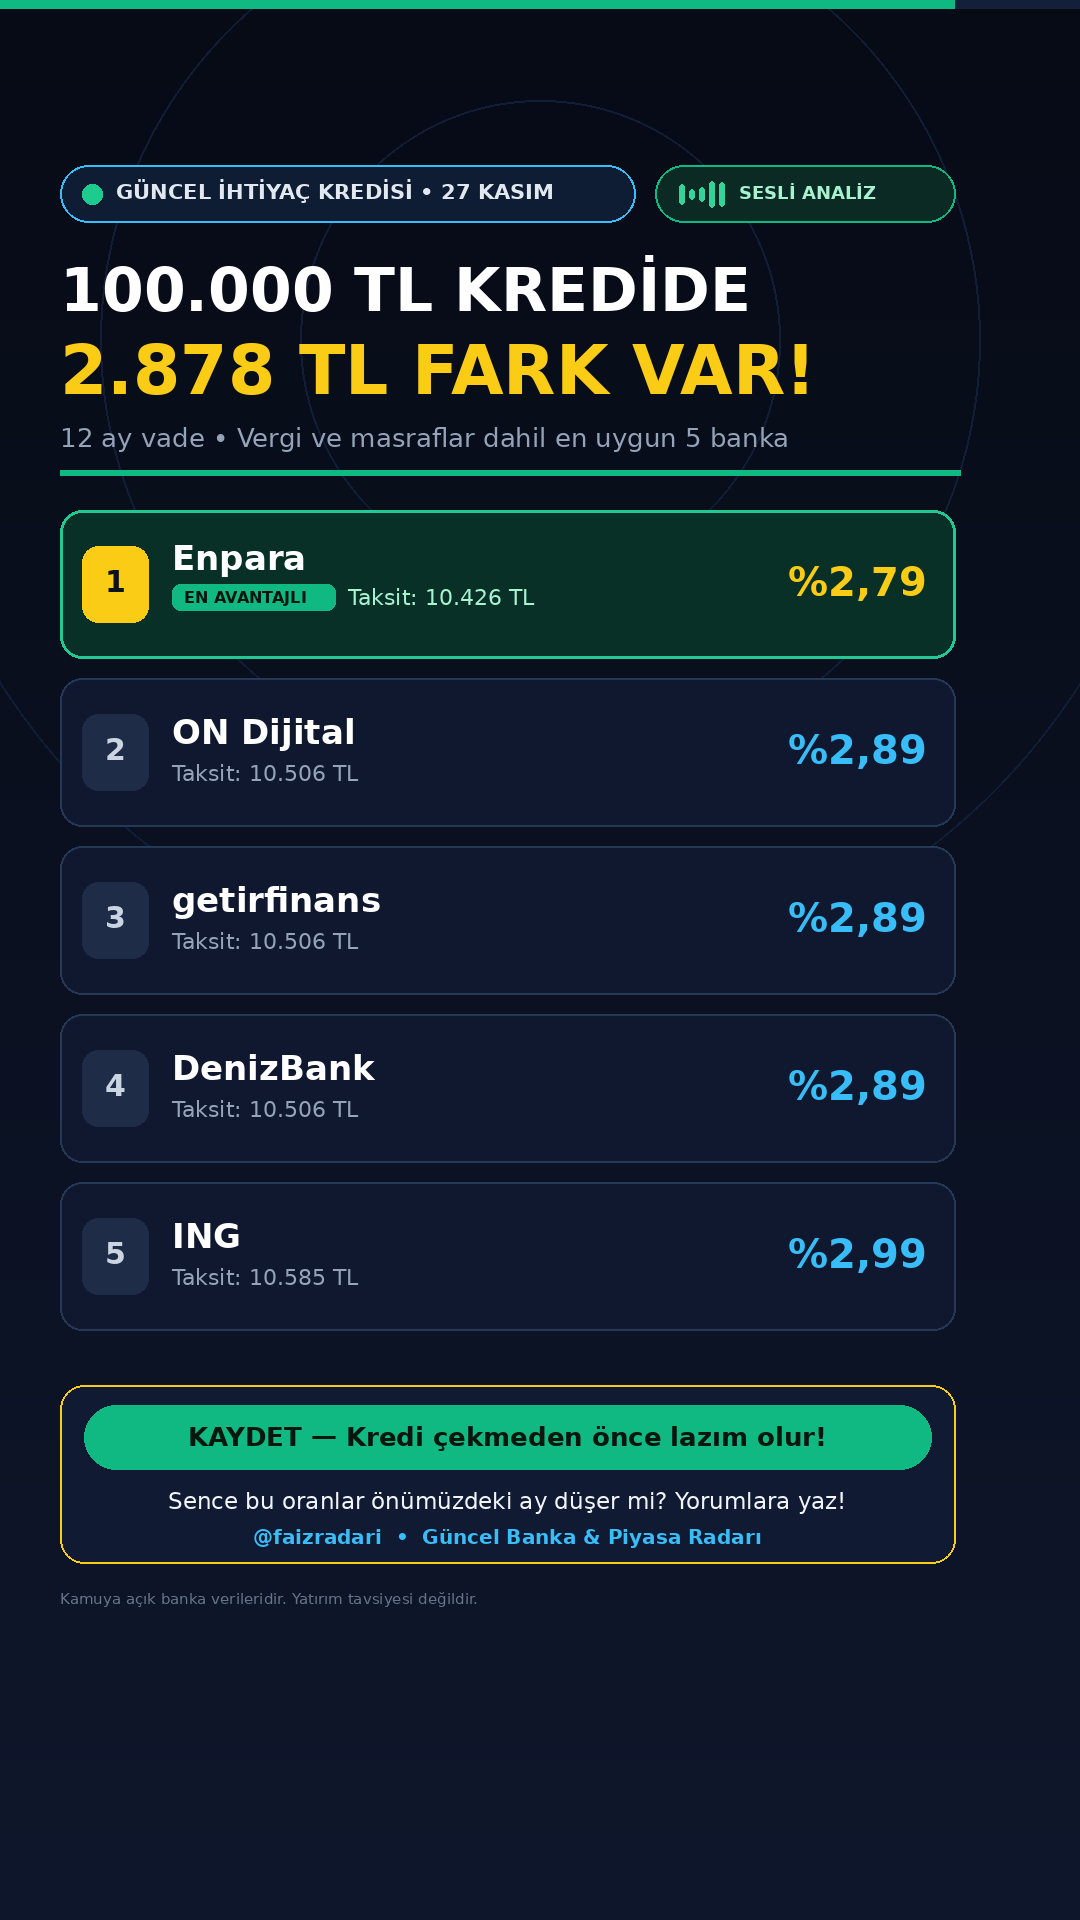 GÜNCEL İHTİYAÇ KREDİSİ • 27 KASIM
SESLİ ANALİZ
100.000 TL KREDİDE
2.878 TL FARK VAR!
12 ay vade • Vergi ve masraflar dahil en uygun 5 banka
1
Enpara
EN AVANTAJLI
Taksit: 10.426 TL
%2,79
2
ON Dijital
Taksit: 10.506 TL
%2,89
3
getirfinans
Taksit: 10.506 TL
%2,89
4
DenizBank
Taksit: 10.506 TL
%2,89
5
ING
Taksit: 10.585 TL
%2,99
KAYDET — Kredi çekmeden önce lazım olur!
Sence bu oranlar önümüzdeki ay düşer mi? Yorumlara yaz!
@faizradari • Güncel Banka & Piyasa Radarı
Kamuya açık banka verileridir. Yatırım tavsiyesi değildir.